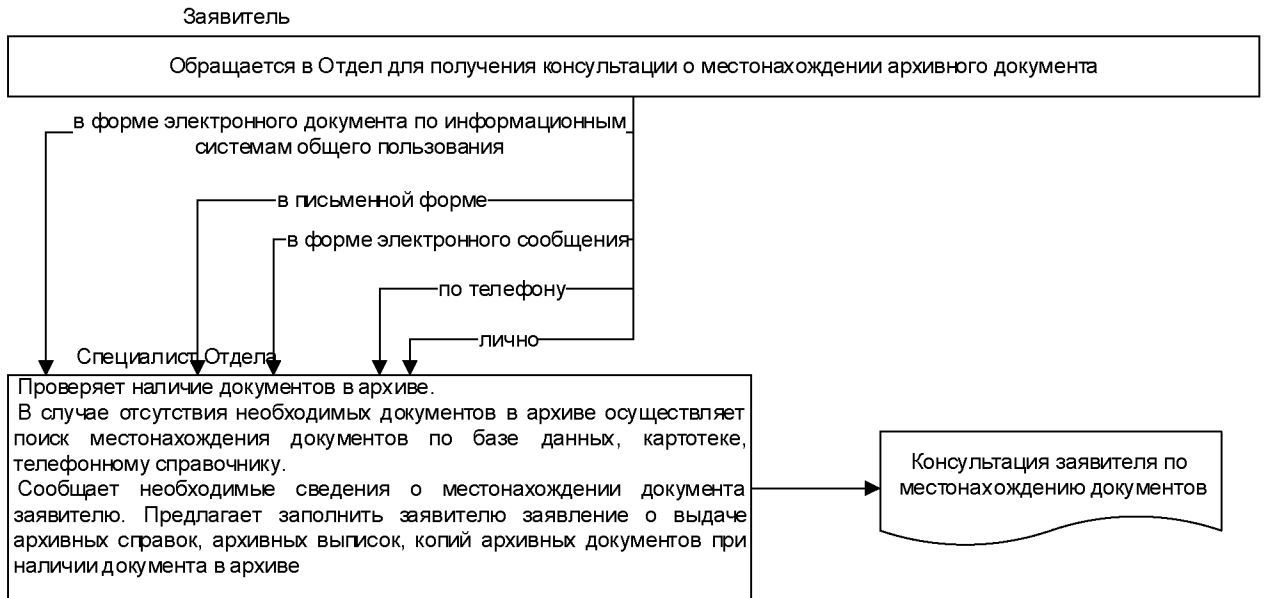 Заявитель
Обращается в Отдел для получения консультации о местонахождении архивного документа
в форме электронного документа по информационным
системам общего пользования
в письменной форме
в форме электронного сообщения
по телефону
лично
Специалист Отдела
Проверяет наличие документов в архиве.
В случае отсутствия необходимых документов в архиве осуществляет
поиск местонахождения документов по базе данных, картотеке,
телефонному справочнику.
Сообщает необходимые сведения о местонахождении документа
заявителю. Предлагает заполнить заявителю заявление о выдаче
архивных справок, архивных выписок, копий архивных документов при
наличии документа в архиве
Консультация заявителя по
местонахождению документов